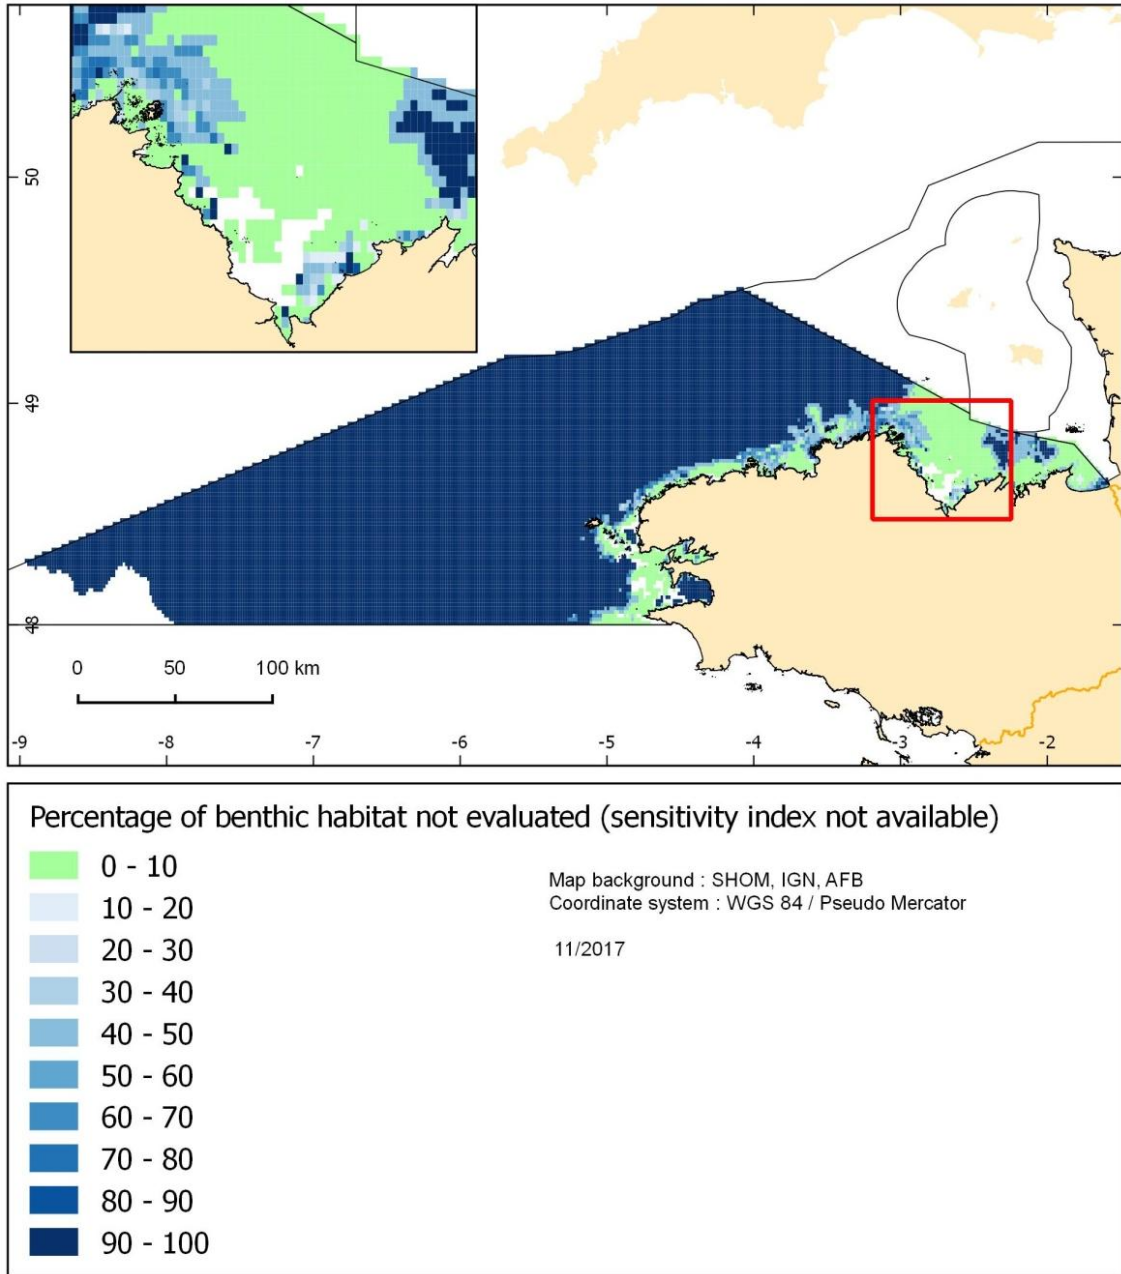 50
49
48
0 50 100 km
-9 -8 -7 -6 -5 -4 -3 -2
Percentage of benthic habitat not evaluated (sensitivity index not available)
0 - 10
10 - 20
20 - 30
30 - 40
40 - 50
50 - 60
60 - 70
70 - 80
80 - 90
90 - 100
Map background : SHOM, IGN, AFB
Coordinate system : WGS 84 / Pseudo Mercator
11/2017